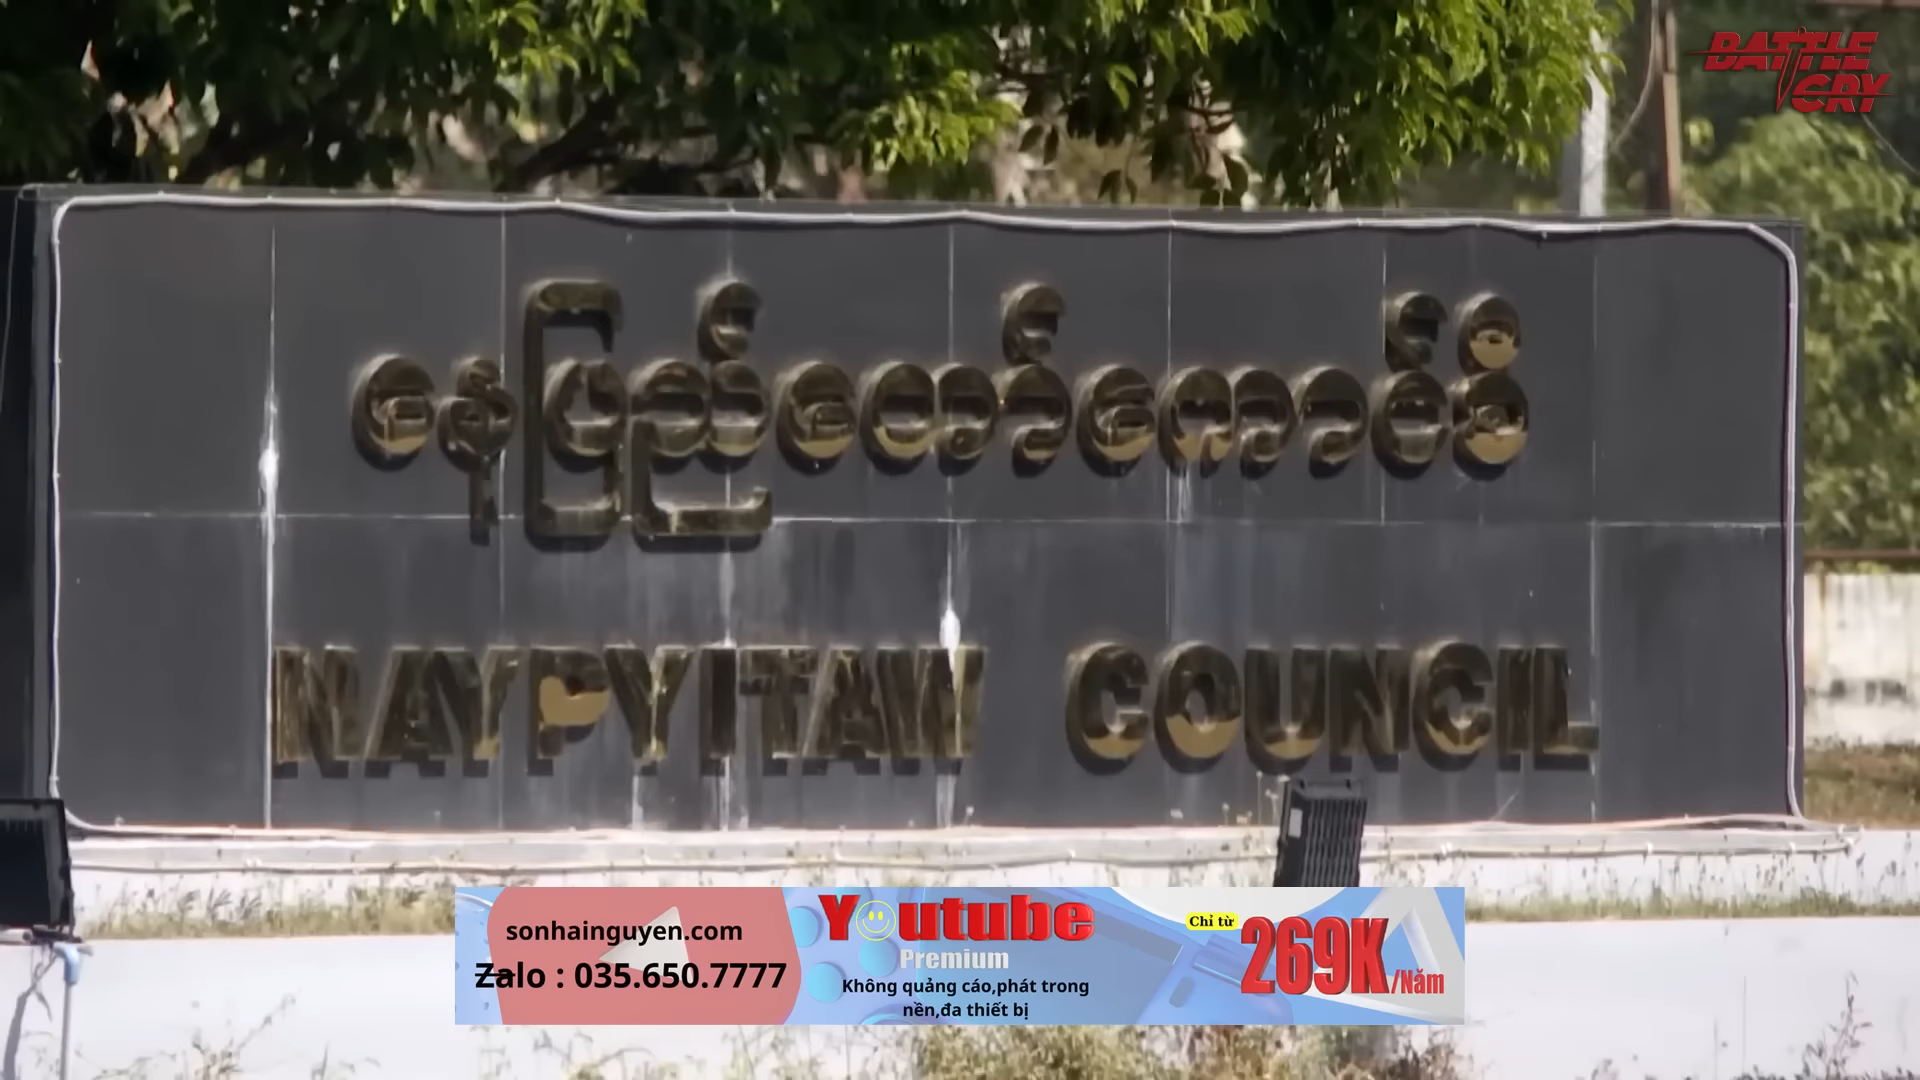 BATTLE
CRY
နေပြည်တော်ကောင်စီ
NAYPYITAW COUNCIL
sonhainguyen.com
Zalo : 035.650.7777
Youtube
Premium
Không quảng cáo,phát trong
nền,đa thiết bị
Chỉ từ
269K/Năm